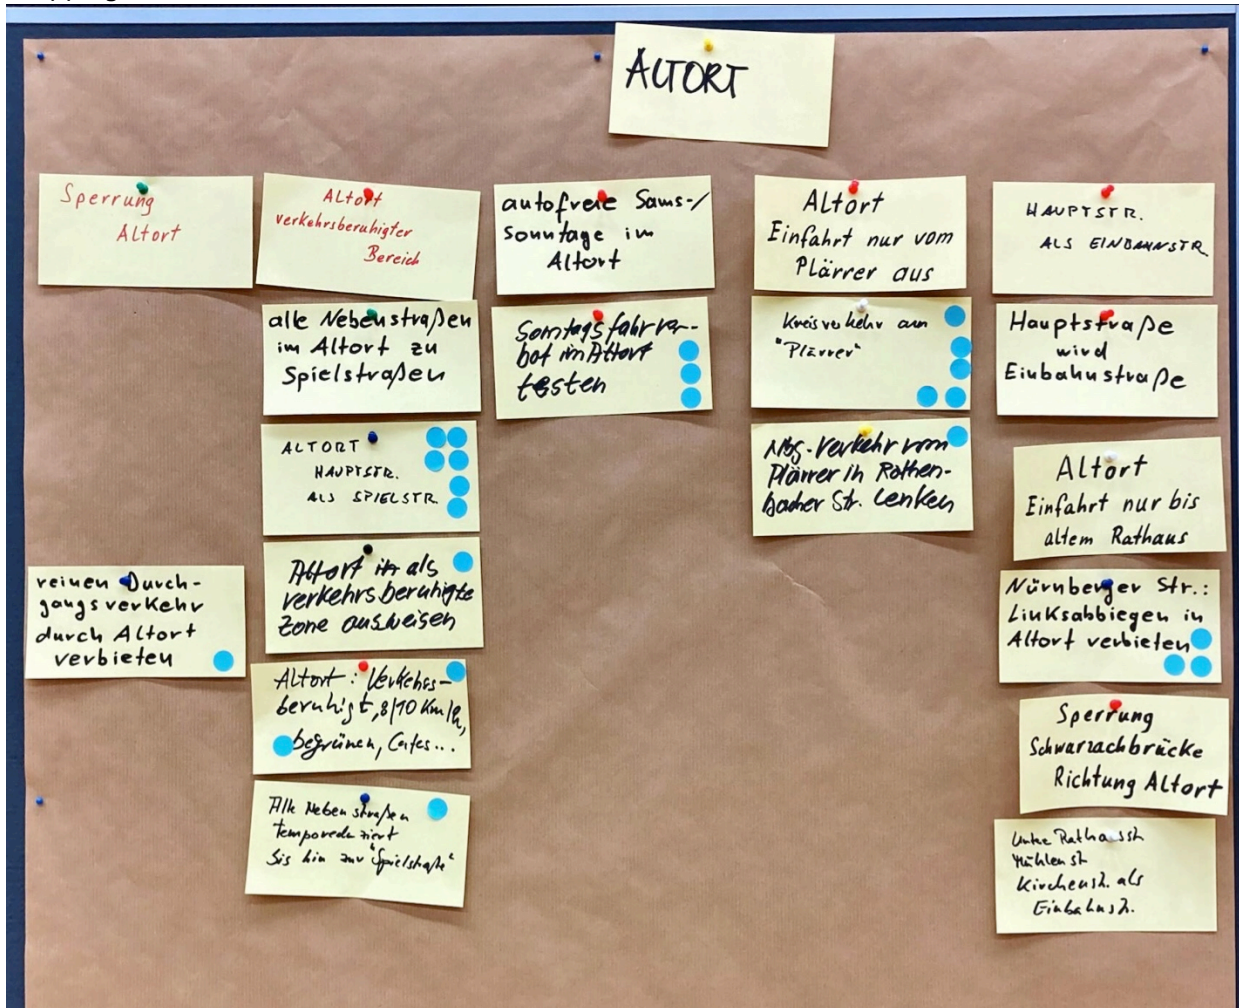 ALTORT
Sperrung
Altort
reinen Durch-
gangsverkehr
durch Altort
verbieten
Altort
verkehrsberuhigter
Bereich
alle Nebenstraßen
im Altort zu
Spielstraßen
ALTORT
HAUPTSTR.
ALS SPIELSTR.
Altort als
verkehrsberuhigte
Zone ausweisen
Altort: Verkehrs-
beruhigt, 8/10 Km/h,
begrünen, Cafes...
Alle Nebenstraßen
temporeduziert
bis hin zur "Spielstraße"
autofreie Sams-/
Sonntage im
Altort
Sonntagsfahrver-
bot im Altort
testen
Altort
Einfahrt nur vom
Plärrer aus
Kreisverkehr am
"Plärrer"
Nbg.-Verkehr vom
Plärrer in Röthen-
bacher Str. lenken
HAUPTSTR.
ALS EINBAHNSTR
Hauptstraße
wird
Einbahnstraße
Altort
Einfahrt nur bis
altem Rathaus
Nürnberger Str.:
Linksabbiegen in
Altort verbieten
Sperrung
Schwarzachbrücke
Richtung Altort
Untere Rathausstr
Mühlenstr
Kirchenstr. als
Einbahnstr.